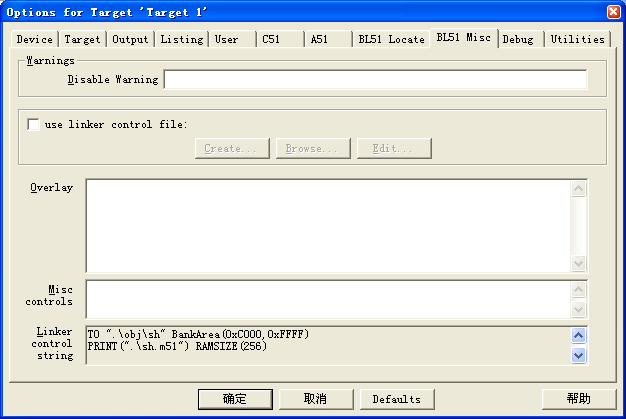 Options for Target 'Target 1'
Device Target Output Listing User C51 A51 BL51 Locate BL51 Misc Debug Utilities
Warnings
Disable Warning
use linker control file:
Create... Browse... Edit...
Overlay
Misc
controls
Linker
control
string
TO ".\obj\sh" BankArea(0xC000,0xFFFF)
PRINT(".\sh.m51") RAMSIZE(256)
确定 取消 Defaults 帮助